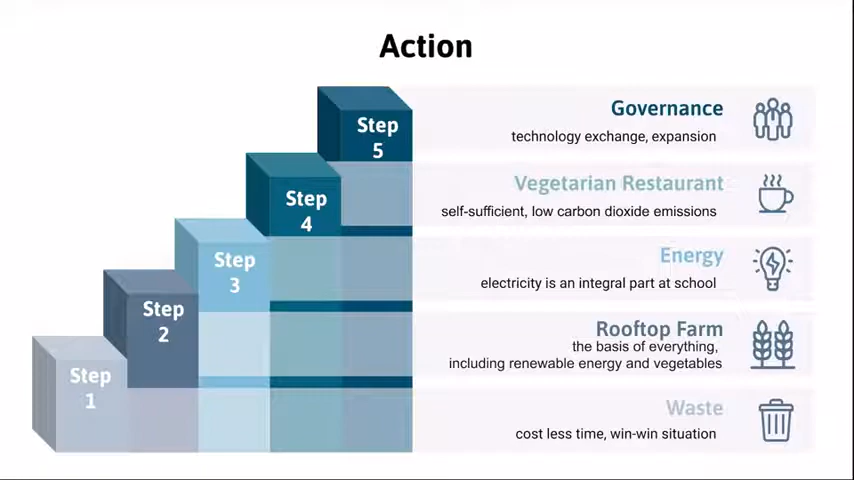 Action
Step
5
Governance
technology exchange, expansion
Step
4
Vegetarian Restaurant
self-sufficient, low carbon dioxide emissions
Step
3
Energy
electricity is an integral part at school
Step
2
Rooftop Farm
the basis of everything,
including renewable energy and vegetables
Step
1
Waste
cost less time, win-win situation